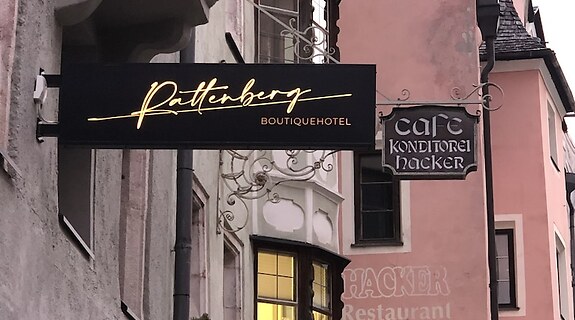 Rattenberg
BOUTIQUEHOTEL
cafe
KONDITOREI
hacker
HACKER
Restaurant